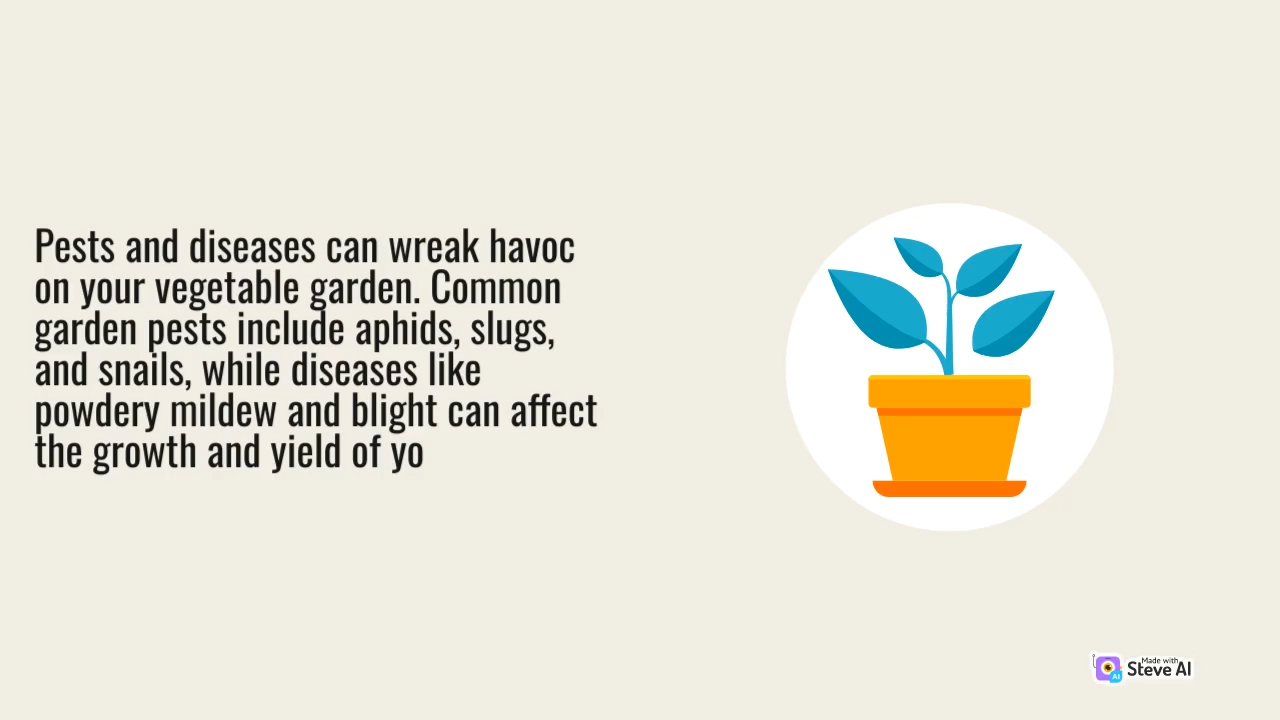 Pests and diseases can wreak havoc
on your vegetable garden. Common
garden pests include aphids, slugs,
and snails, while diseases like
powdery mildew and blight can affect
the growth and yield of yo
Made with
Steve AI
AI